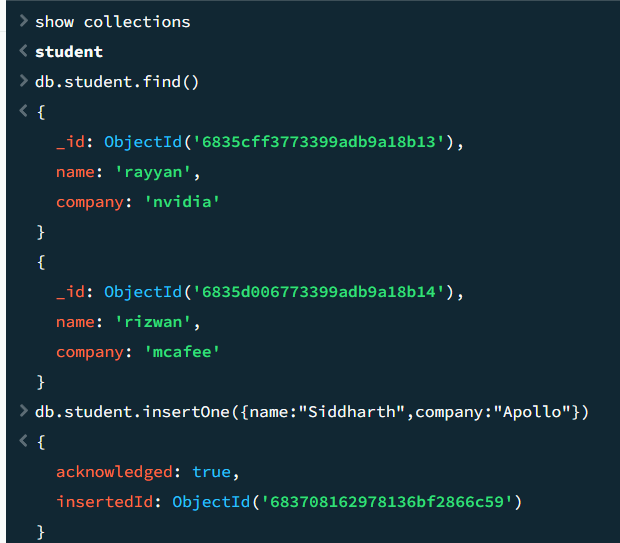 > show collections
< student
> db.student.find()
< {
_id: ObjectId('6835cff3773399adb9a18b13'),
name: 'rayyan',
company: 'nvidia'
}
{
_id: ObjectId('6835d006773399adb9a18b14'),
name: 'rizwan',
company: 'mcafee'
}
> db.student.insertOne({name:"Siddharth",company:"Apollo"})
< {
acknowledged: true,
insertedId: ObjectId('683708162978136bf2866c59')
}